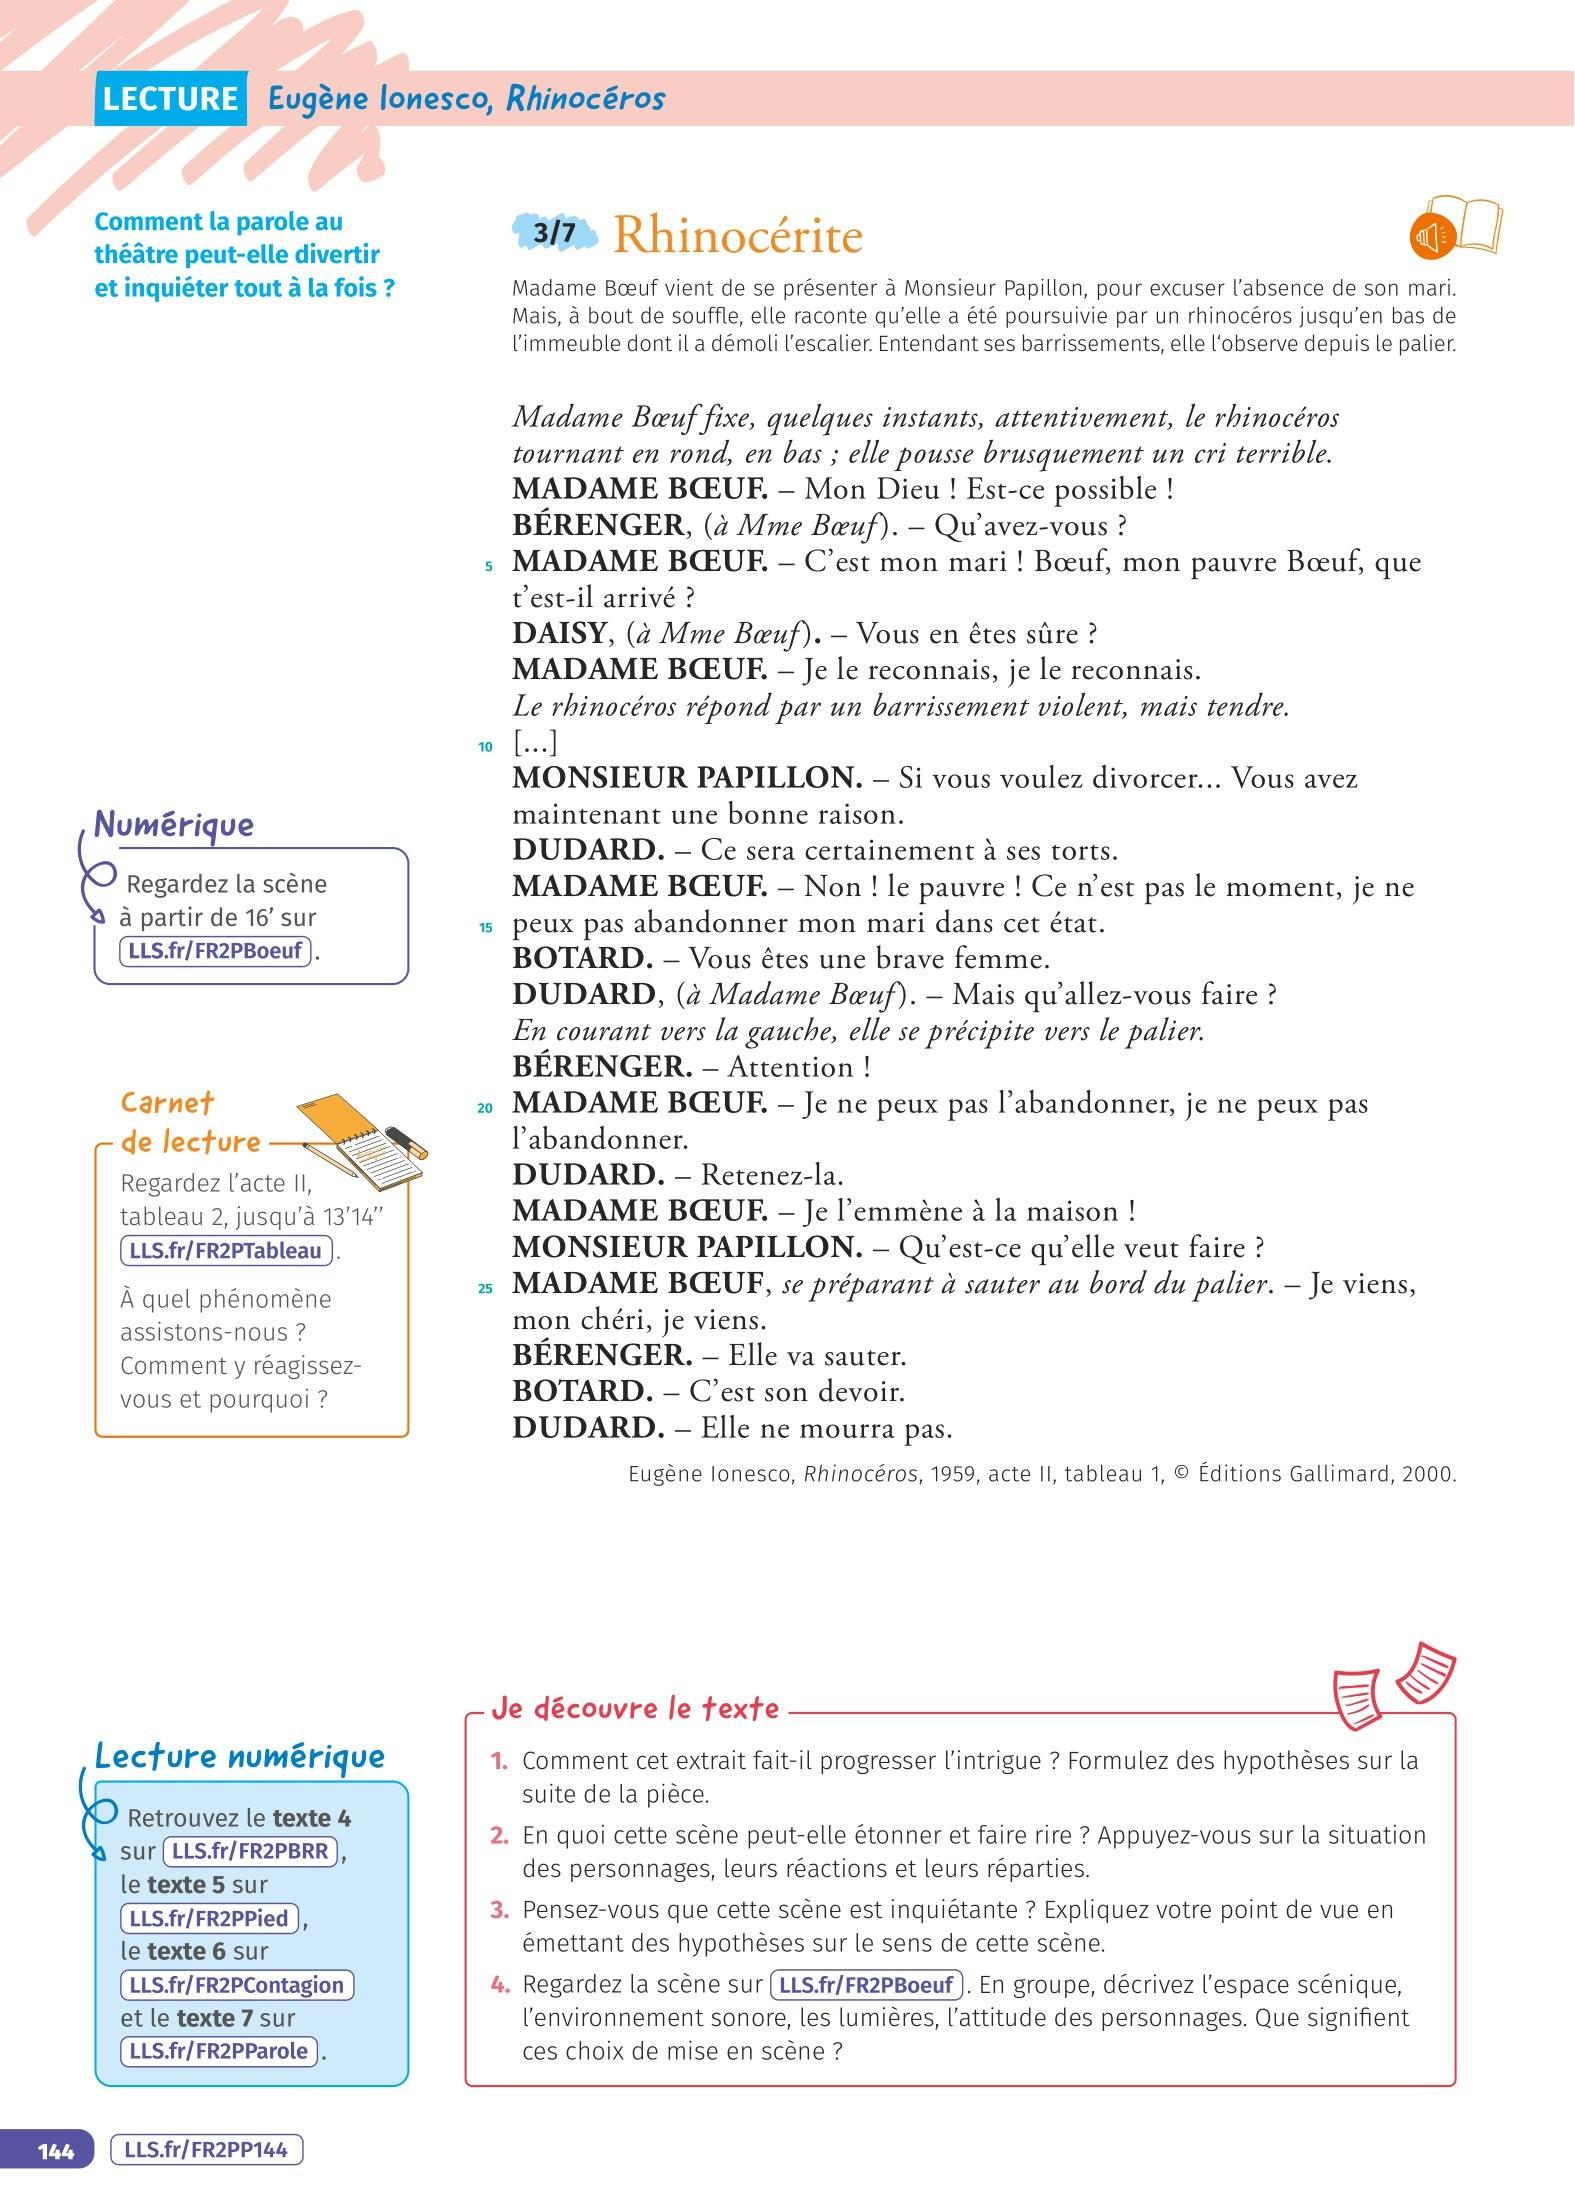 LECTURE Eugène Ionesco, Rhinocéros
Comment la parole au
théâtre peut-elle divertir
et inquiéter tout à la fois ?
3/7 Rhinocérite
Madame Bœuf vient de se présenter à Monsieur Papillon, pour excuser l’absence de son mari.
Mais, à bout de souffle, elle raconte qu’elle a été poursuivie par un rhinocéros jusqu’en bas de
l’immeuble dont il a démoli l’escalier. Entendant ses barrissements, elle l‘observe depuis le palier.
Madame Bœuf fixe, quelques instants, attentivement, le rhinocéros
tournant en rond, en bas ; elle pousse brusquement un cri terrible.
MADAME BŒUF. – Mon Dieu ! Est-ce possible !
BÉRENGER, (à Mme Bœuf). – Qu’avez-vous ?
5 MADAME BŒUF. – C’est mon mari ! Bœuf, mon pauvre Bœuf, que
t’est-il arrivé ?
DAISY, (à Mme Bœuf). – Vous en êtes sûre ?
MADAME BŒUF. – Je le reconnais, je le reconnais.
Le rhinocéros répond par un barrissement violent, mais tendre.
10 [...]
MONSIEUR PAPILLON. – Si vous voulez divorcer... Vous avez
maintenant une bonne raison.
DUDARD. – Ce sera certainement à ses torts.
MADAME BŒUF. – Non ! le pauvre ! Ce n’est pas le moment, je ne
15 peux pas abandonner mon mari dans cet état.
BOTARD. – Vous êtes une brave femme.
DUDARD, (à Madame Bœuf). – Mais qu’allez-vous faire ?
En courant vers la gauche, elle se précipite vers le palier.
BÉRENGER. – Attention !
20 MADAME BŒUF. – Je ne peux pas l’abandonner, je ne peux pas
l’abandonner.
DUDARD. – Retenez-la.
MADAME BŒUF. – Je l’emmène à la maison !
MONSIEUR PAPILLON. – Qu’est-ce qu’elle veut faire ?
25 MADAME BŒUF, se préparant à sauter au bord du palier. – Je viens,
mon chéri, je viens.
BÉRENGER. – Elle va sauter.
BOTARD. – C’est son devoir.
DUDARD. – Elle ne mourra pas.
Eugène Ionesco, Rhinocéros, 1959, acte II, tableau 1, © Éditions Gallimard, 2000.
Numérique
Regardez la scène
à partir de 16’ sur
LLS.fr/FR2PBoeuf .
Carnet
de lecture
Regardez l’acte II,
tableau 2, jusqu’à 13’14’’
LLS.fr/FR2PTableau .
À quel phénomène
assistons-nous ?
Comment y réagissez-
vous et pourquoi ?
Lecture numérique
Retrouvez le texte 4
sur LLS.fr/FR2PBRR ,
le texte 5 sur
LLS.fr/FR2PPied ,
le texte 6 sur
LLS.fr/FR2PContagion
et le texte 7 sur
LLS.fr/FR2PParole .
Je découvre le texte
1. Comment cet extrait fait-il progresser l’intrigue ? Formulez des hypothèses sur la
suite de la pièce.
2. En quoi cette scène peut-elle étonner et faire rire ? Appuyez-vous sur la situation
des personnages, leurs réactions et leurs réparties.
3. Pensez-vous que cette scène est inquiétante ? Expliquez votre point de vue en
émettant des hypothèses sur le sens de cette scène.
4. Regardez la scène sur LLS.fr/FR2PBoeuf . En groupe, décrivez l’espace scénique,
l’environnement sonore, les lumières, l’attitude des personnages. Que signifient
ces choix de mise en scène ?
144 LLS.fr/FR2PP144